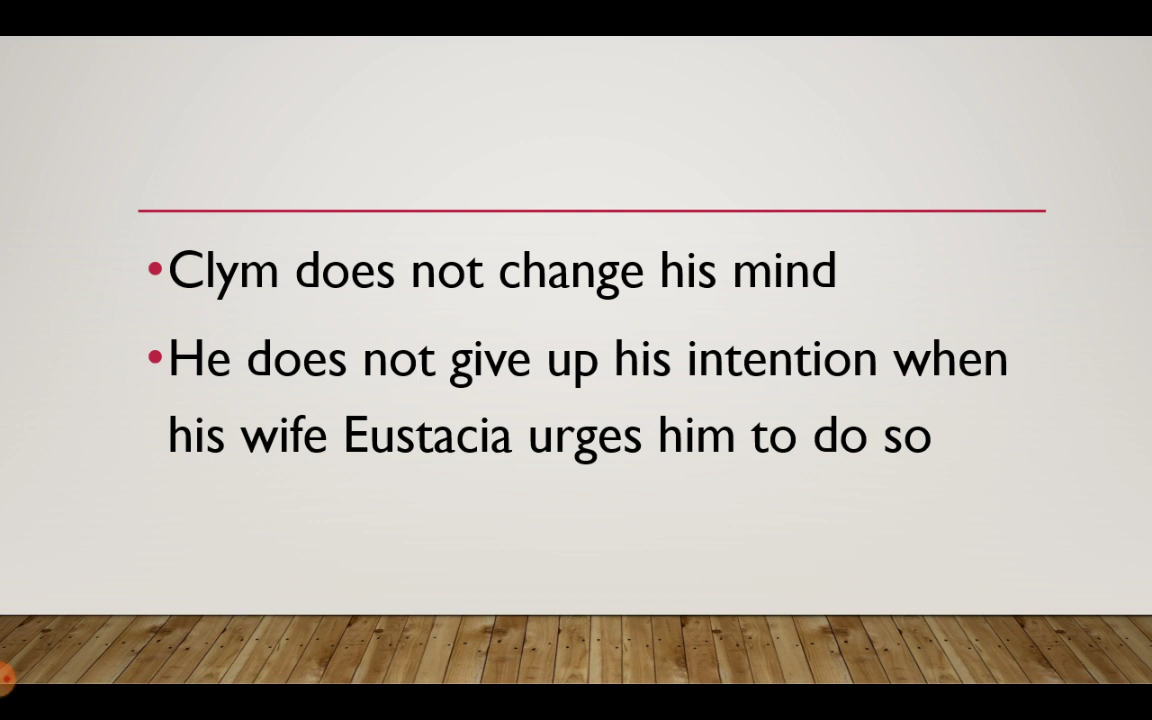 •Clym does not change his mind
•He does not give up his intention when
his wife Eustacia urges him to do so